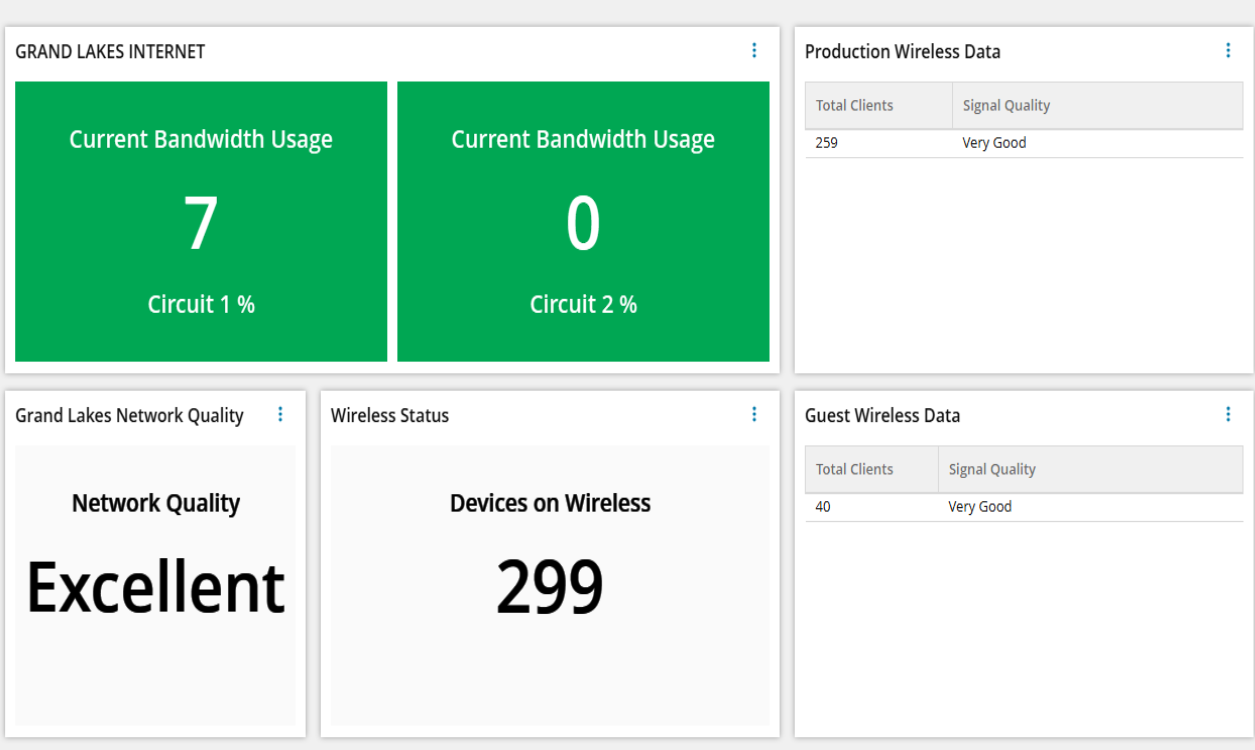 GRAND LAKES INTERNET
Current Bandwidth Usage
7
Circuit 1 %
Current Bandwidth Usage
0
Circuit 2 %
Production Wireless Data
Total Clients Signal Quality
259 Very Good
Grand Lakes Network Quality
Network Quality
Excellent
Wireless Status
Devices on Wireless
299
Guest Wireless Data
Total Clients Signal Quality
40 Very Good